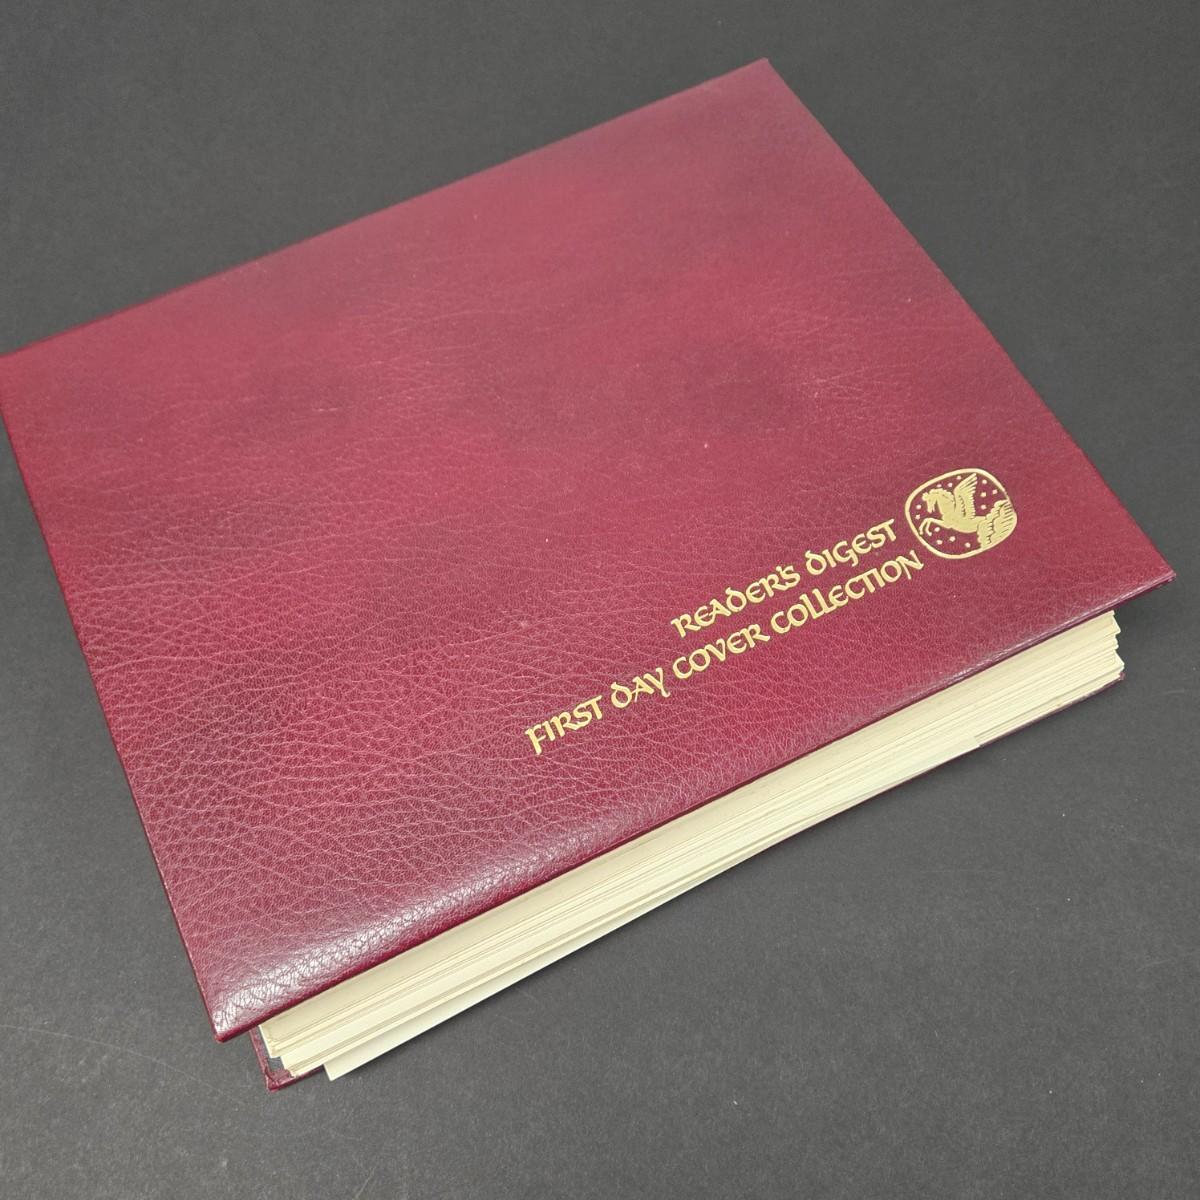 READER'S DIGEST
FIRST DAY COVER COLLECTION